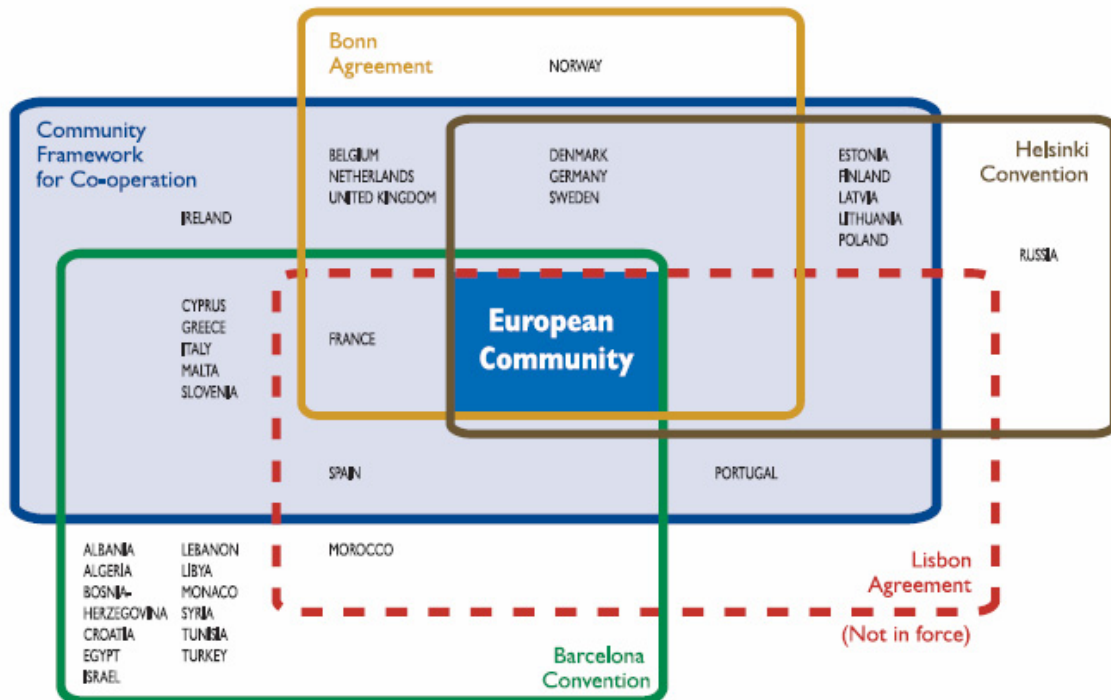 Bonn
Agreement
NORWAY
Community
Framework
for Co-operation
BELGIUM
NETHERLANDS
UNITED KINGDOM
DENMARK
GERMANY
SWEDEN
ESTONIA
FINLAND
LATVIA
LITHUANIA
POLAND
Helsinki
Convention
IRELAND
RUSSIA
CYPRUS
GREECE
ITALY
MALTA
SLOVENIA
FRANCE
European
Community
SPAIN
PORTUGAL
ALBANIA
ALGERIA
BOSNIA-
HERZEGOVINA
CROATIA
EGYPT
ISRAEL
LEBANON
LIBYA
MONACO
SYRIA
TUNISIA
TURKEY
MOROCCO
Lisbon
Agreement
(Not in force)
Barcelona
Convention